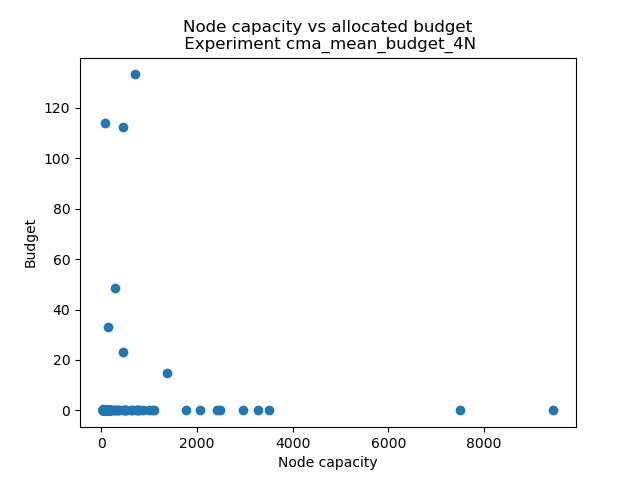 Node capacity vs allocated budget
Experiment cma_mean_budget_4N
120
100
80
60
40
20
0
Budget
0 2000 4000 6000 8000
Node capacity